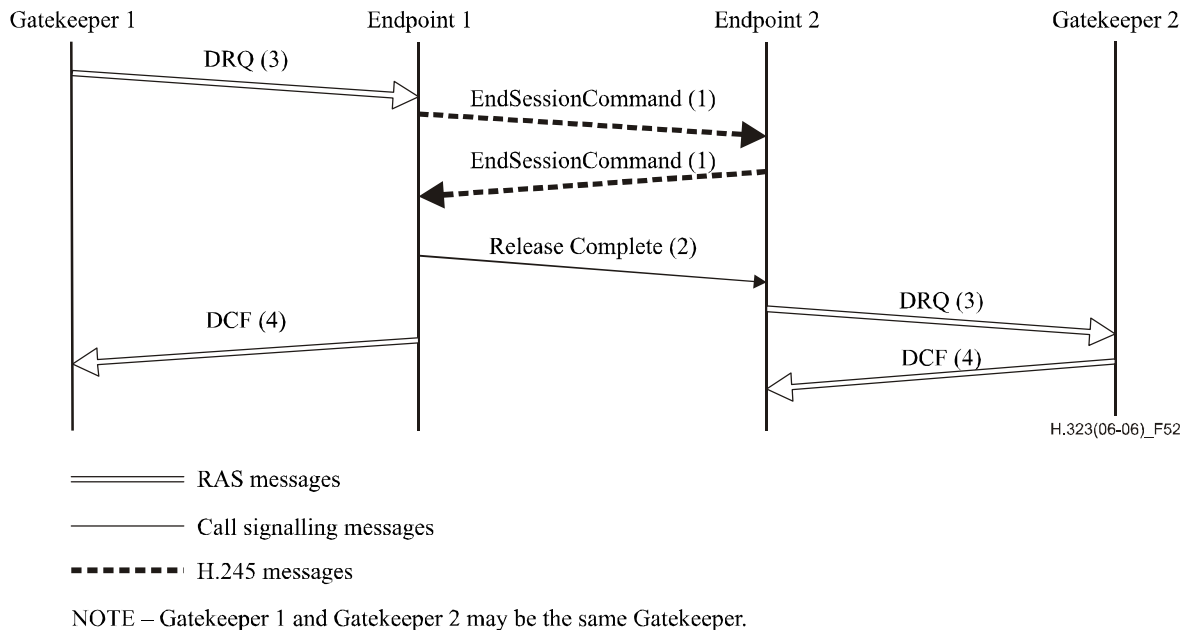 Gatekeeper 1
Endpoint 1
Endpoint 2
Gatekeeper 2
DRQ (3)
EndSessionCommand (1)
EndSessionCommand (1)
Release Complete (2)
DRQ (3)
DCF (4)
DCF (4)
H.323(06-06)_F52
RAS messages
Call signalling messages
H.245 messages
NOTE – Gatekeeper 1 and Gatekeeper 2 may be the same Gatekeeper.